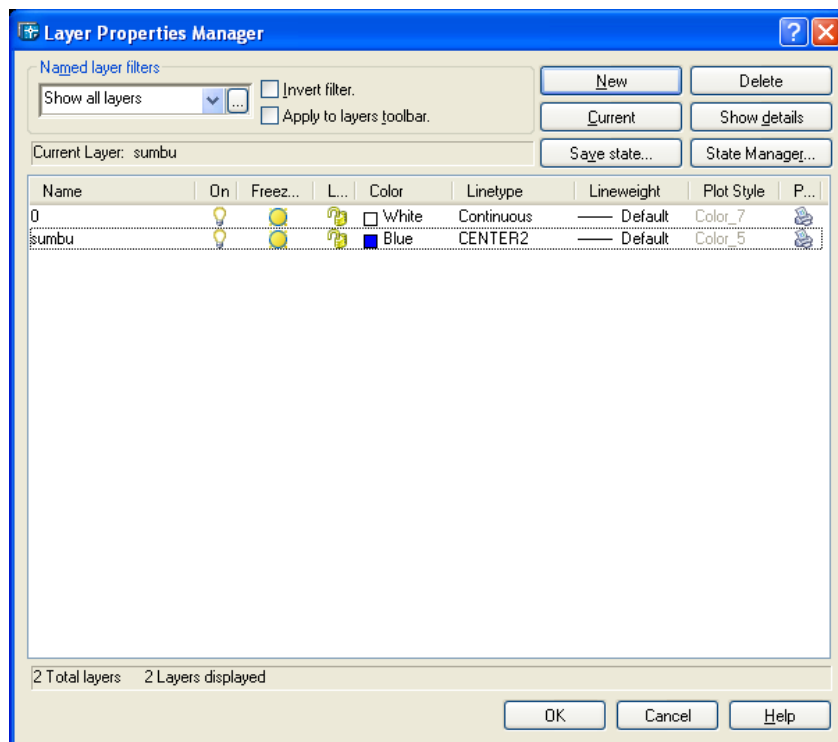 Layer Properties Manager
Named layer filters
Show all layers
...
Invert filter.
Apply to layers toolbar.
New
Delete
Current
Show details
Current Layer: sumbu
Save state...
State Manager...
Name On Freez... L... Color Linetype Lineweight Plot Style P...
0 White Continuous Default Color_7
sumbu Blue CENTER2 Default Color_5
2 Total layers 2 Layers displayed
OK Cancel Help